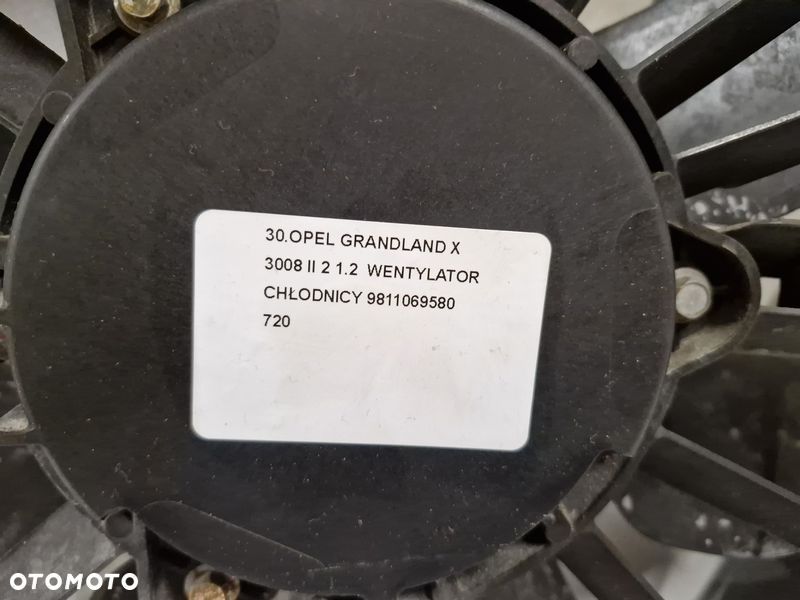 30.OPEL GRANDLAND X
3008 II 2 1.2 WENTYLATOR
CHŁODNICY 9811069580
720
OTOMOTO